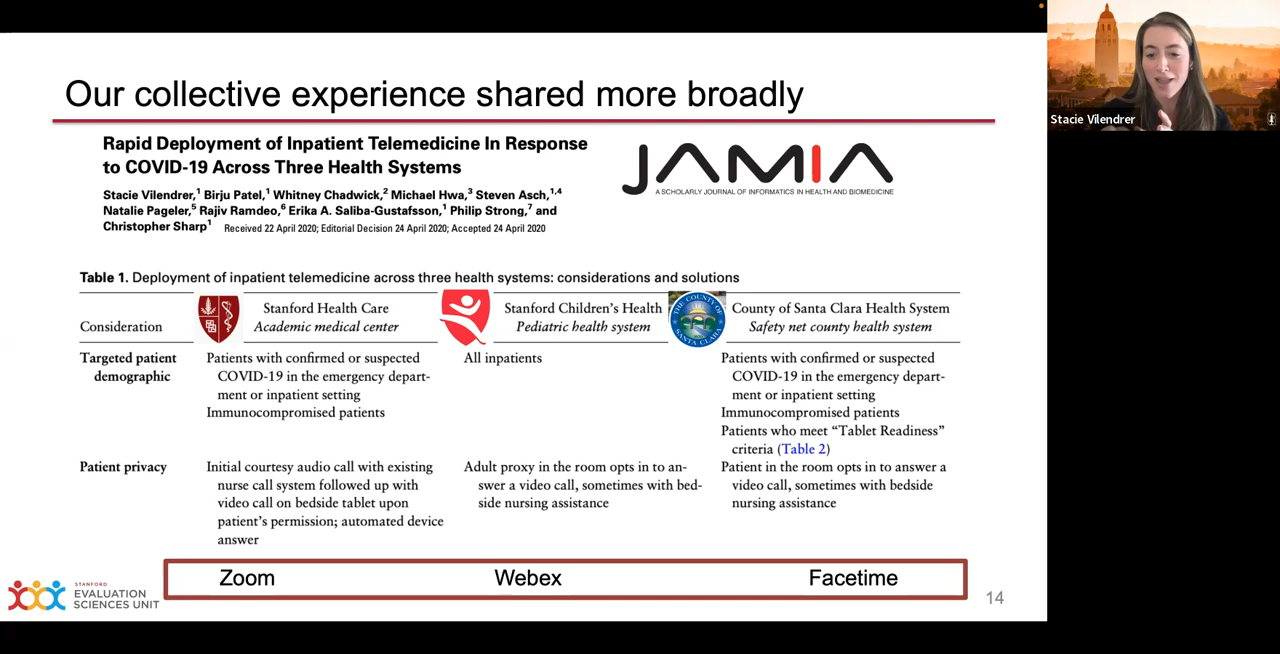 Our collective experience shared more broadly
Rapid Deployment of Inpatient Telemedicine In Response
to COVID-19 Across Three Health Systems
Stacie Vilendrer,1 Birju Patel,1 Whitney Chadwick,2 Michael Hwa,3 Steven Asch,1,4
Natalie Pageler,5 Rajiv Ramdeo,6 Erika A. Saliba-Gustafsson,1 Philip Strong,7 and
Christopher Sharp1 Received 22 April 2020; Editorial Decision 24 April 2020; Accepted 24 April 2020
JAMIA
A SCHOLARLY JOURNAL OF INFORMATICS IN HEALTH AND BIOMEDICINE
Stacie Vilendrer
Table 1. Deployment of inpatient telemedicine across three health systems: considerations and solutions
Consideration
Stanford Health Care
Academic medical center
Stanford Children's Health
Pediatric health system
THE COUNTY OF
SANTA CLARA
County of Santa Clara Health System
Safety net county health system
Targeted patient
demographic
Patients with confirmed or suspected
COVID-19 in the emergency depart-
ment or inpatient setting
Immunocompromised patients
All inpatients
Patients with confirmed or suspected
COVID-19 in the emergency depart-
ment or inpatient setting
Immunocompromised patients
Patients who meet “Tablet Readiness”
criteria (Table 2)
Patient privacy
Initial courtesy audio call with existing
nurse call system followed up with
video call on bedside tablet upon
patient's permission; automated device
answer
Adult proxy in the room opts in to an-
swer a video call, sometimes with bed-
side nursing assistance
Patient in the room opts in to answer a
video call, sometimes with bedside
nursing assistance
Zoom Webex Facetime
STANFORD
EVALUATION
SCIENCES UNIT
14